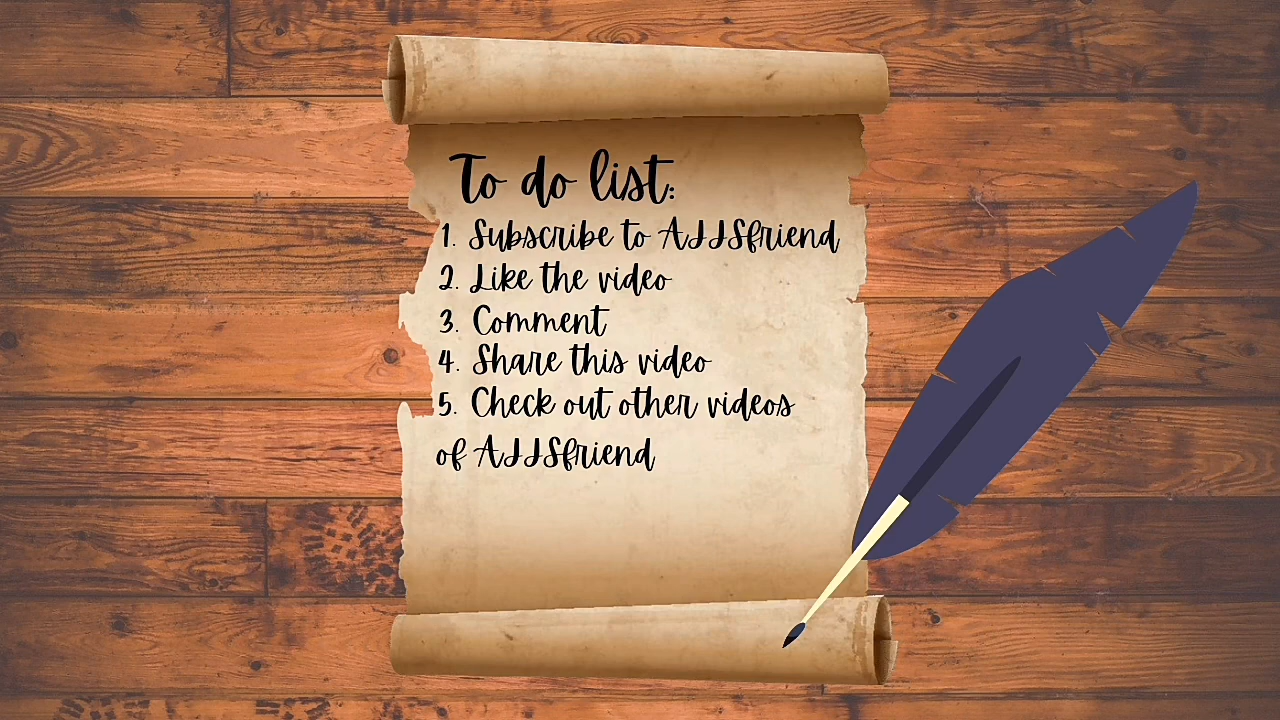 To do list:
1. Subscribe to AJJSfriend
2. Like the video
3. Comment
4. Share this video
5. Check out other videos
of AJJSfriend